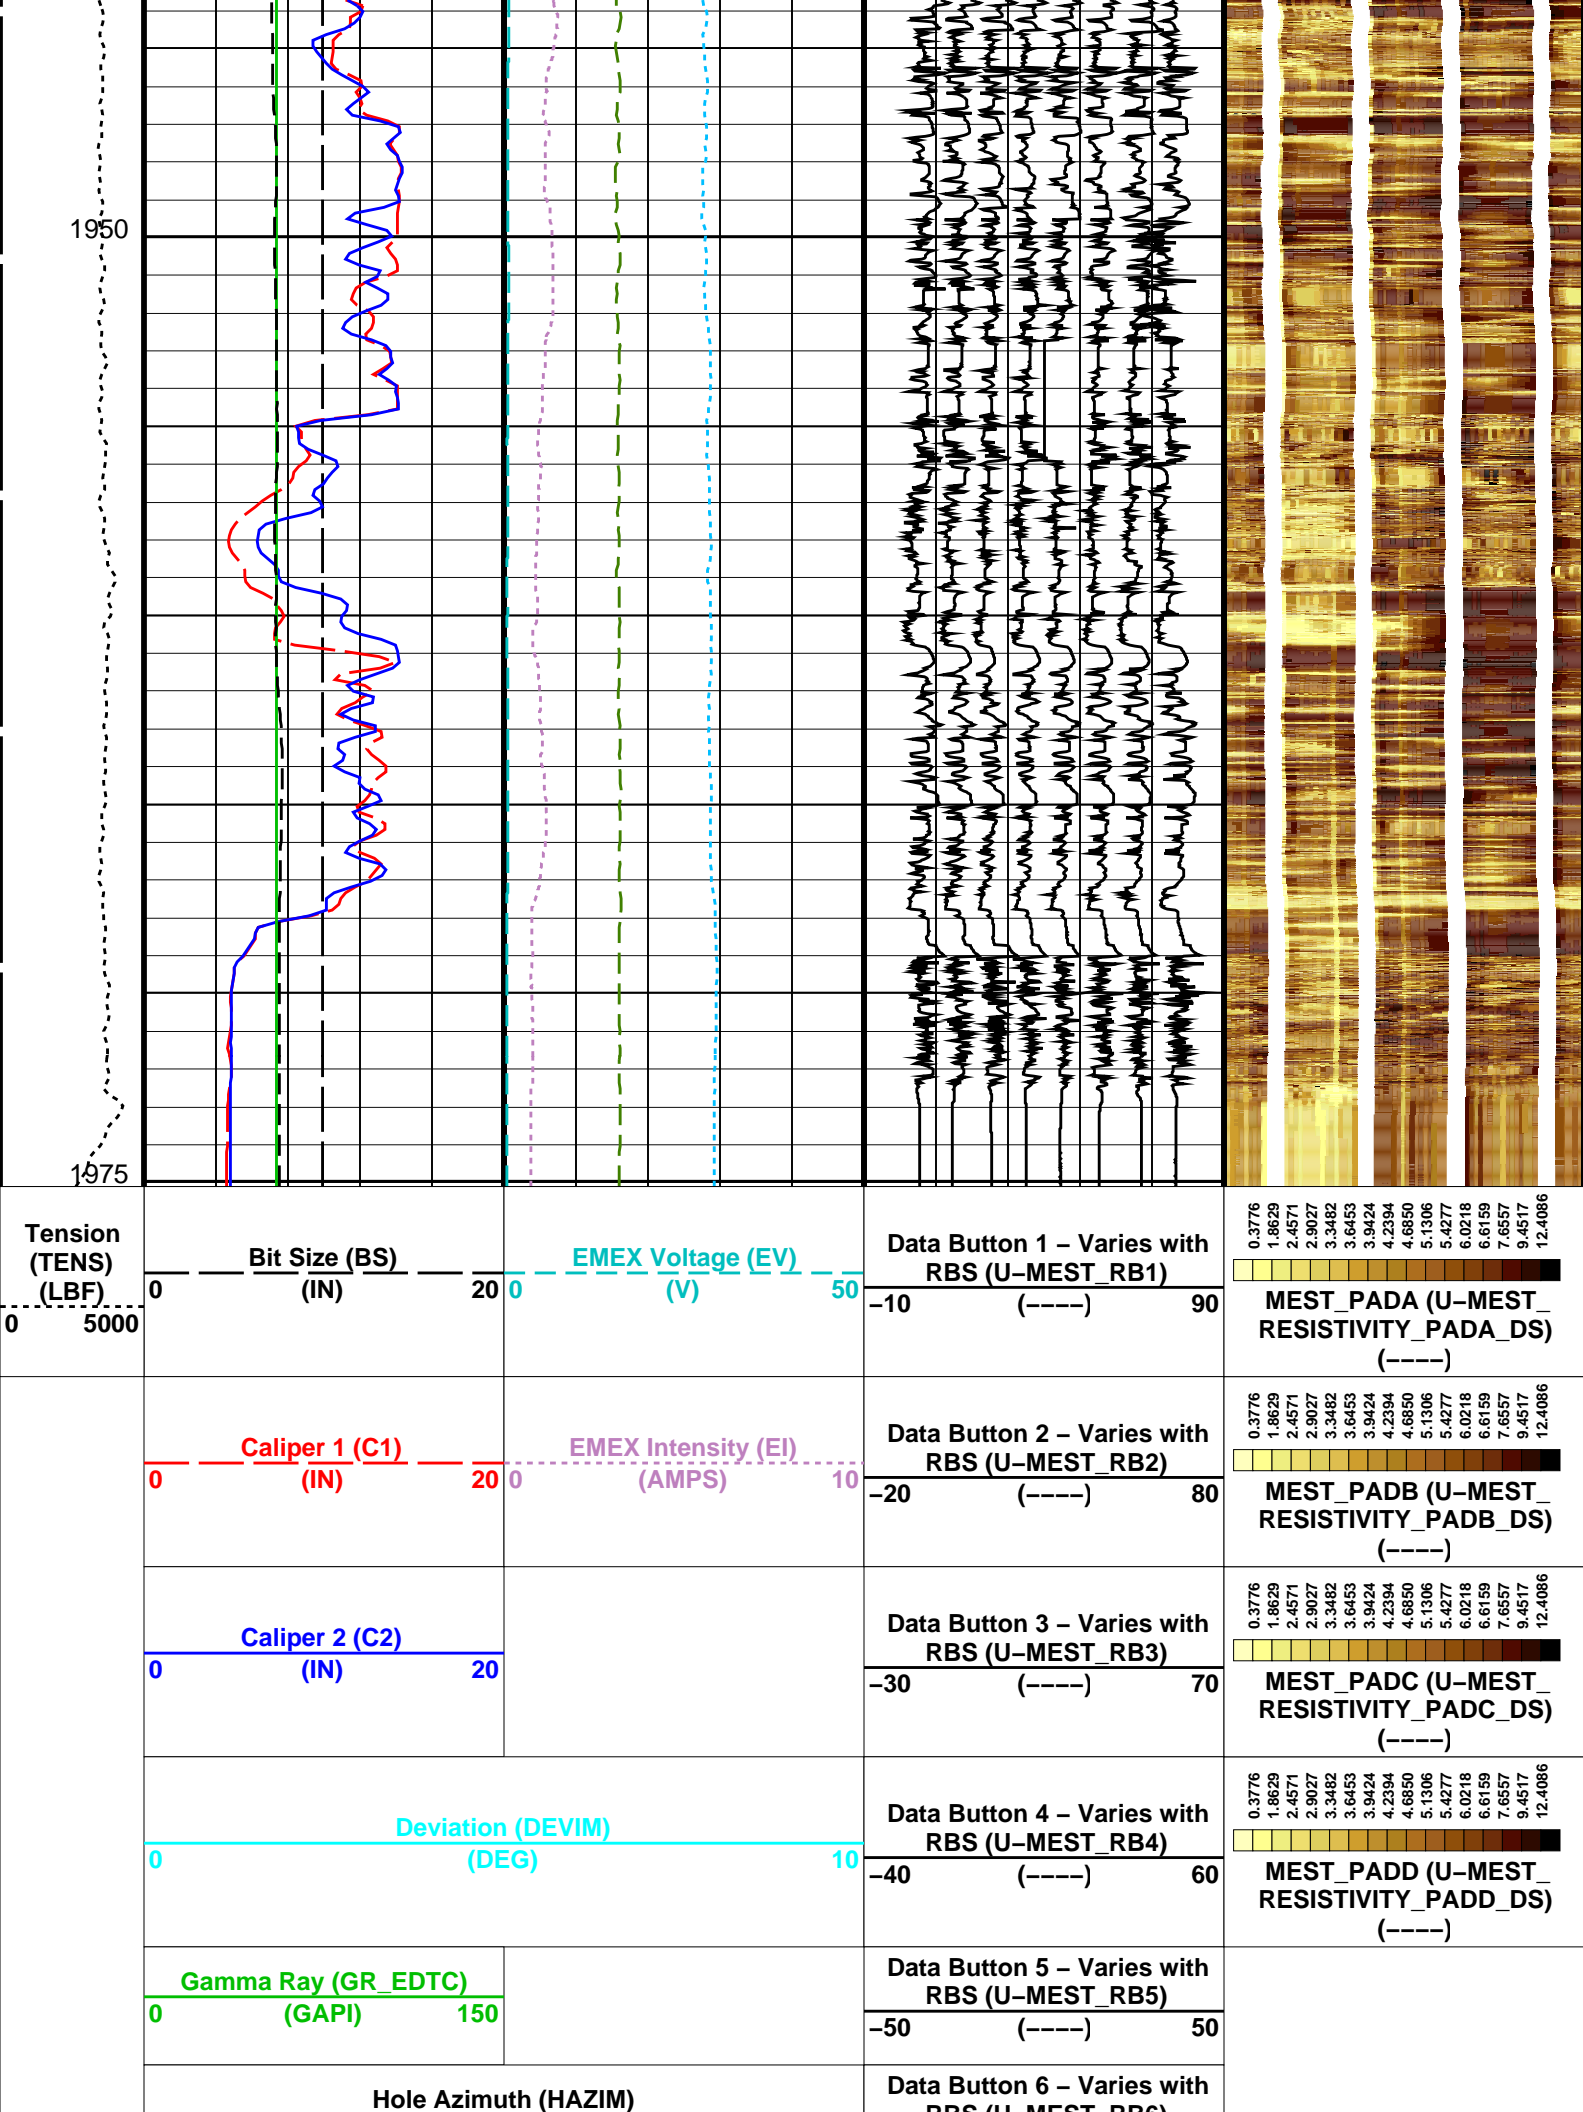 1950
1975
Tension
(TENS)
(LBF)
0 5000
Bit Size (BS)
0 (IN) 20
EMEX Voltage (EV)
0 (V) 50
Data Button 1 – Varies with
RBS (U–MEST_RB1)
–10 (––––) 90
0.3776 1.8629 2.4571 2.9027 3.3482 3.6453 3.9424 4.2394 4.6850 5.1306 5.4277 6.0218 6.6159 7.6557 9.4517 12.4086
MEST_PADA (U–MEST_
RESISTIVITY_PADA_DS)
(––––)
Caliper 1 (C1)
0 (IN) 20
EMEX Intensity (EI)
0 (AMPS) 10
Data Button 2 – Varies with
RBS (U–MEST_RB2)
–20 (––––) 80
0.3776 1.8629 2.4571 2.9027 3.3482 3.6453 3.9424 4.2394 4.6850 5.1306 5.4277 6.0218 6.6159 7.6557 9.4517 12.4086
MEST_PADB (U–MEST_
RESISTIVITY_PADB_DS)
(––––)
Caliper 2 (C2)
0 (IN) 20
Data Button 3 – Varies with
RBS (U–MEST_RB3)
–30 (––––) 70
0.3776 1.8629 2.4571 2.9027 3.3482 3.6453 3.9424 4.2394 4.6850 5.1306 5.4277 6.0218 6.6159 7.6557 9.4517 12.4086
MEST_PADC (U–MEST_
RESISTIVITY_PADC_DS)
(––––)
Deviation (DEVIM)
0 (DEG) 10
Data Button 4 – Varies with
RBS (U–MEST_RB4)
–40 (––––) 60
0.3776 1.8629 2.4571 2.9027 3.3482 3.6453 3.9424 4.2394 4.6850 5.1306 5.4277 6.0218 6.6159 7.6557 9.4517 12.4086
MEST_PADD (U–MEST_
RESISTIVITY_PADD_DS)
(––––)
Gamma Ray (GR_EDTC)
0 (GAPI) 150
Data Button 5 – Varies with
RBS (U–MEST_RB5)
–50 (––––) 50
Hole Azimuth (HAZIM)
Data Button 6 – Varies with
RBS (U–MEST_RB6)